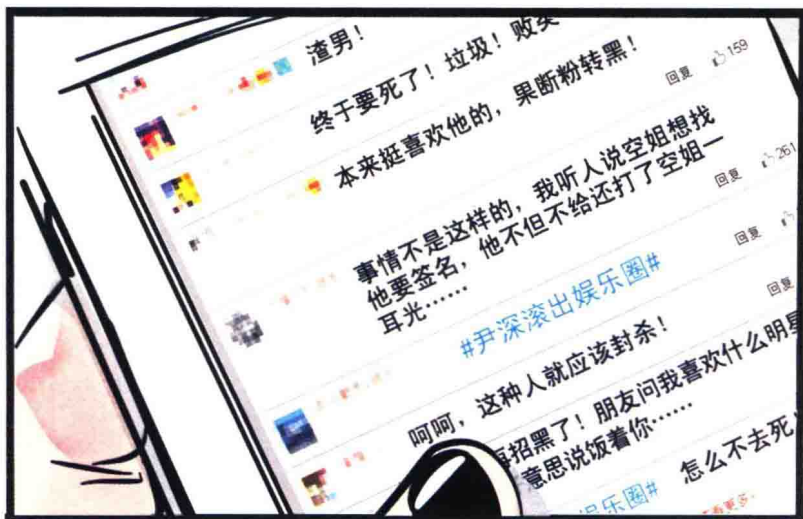 渣男！
终于要死了！垃圾！败类
本来挺喜欢他的，果断粉转黑！
回复 159
事情不是这样的，我听人说空姐想找
他要签名，他不但不给还打了空姐一
耳光……
回复 261
#尹深滚出娱乐圈#
回复
呵呵，这种人就应该封杀！
回复
再招黑了！朋友问我喜欢什么明星
意思说饭着你……
娱乐圈# 怎么不去死